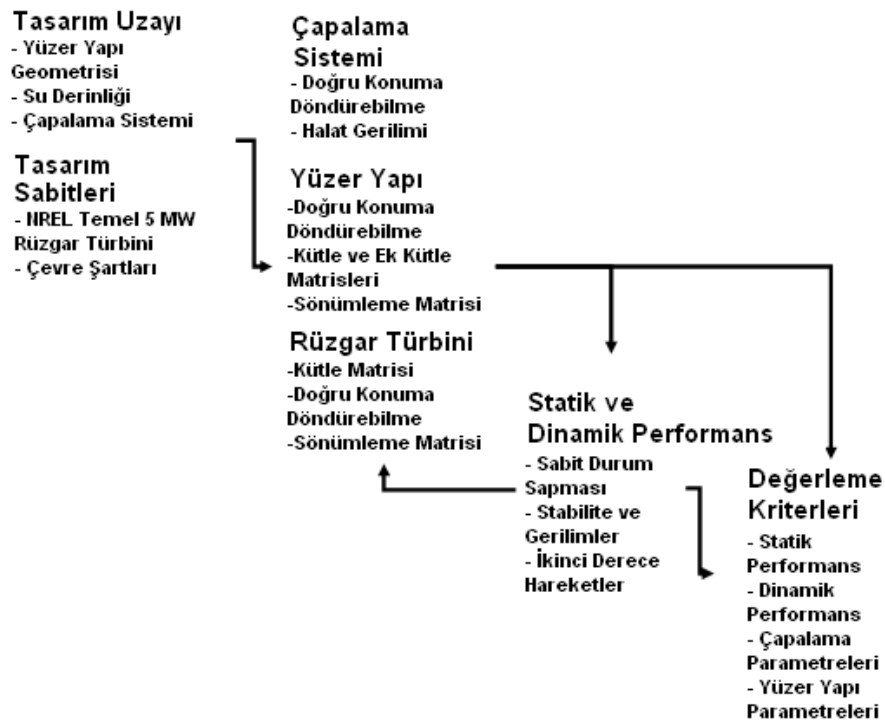 Tasarım Uzayı
- Yüzer Yapı
Geometrisi
- Su Derinliği
- Çapalama Sistemi
Tasarım
Sabitleri
- NREL Temel 5 MW
Rüzgar Türbini
- Çevre Şartları
Çapalama
Sistemi
- Doğru Konuma
Döndürebilme
- Halat Gerilimi
Yüzer Yapı
-Doğru Konuma
Döndürebilme
-Kütle ve Ek Kütle
Matrisleri
-Sönümleme Matrisi
Rüzgar Türbini
-Kütle Matrisi
-Doğru Konuma
Döndürebilme
-Sönümleme Matrisi
Statik ve
Dinamik Performans
- Sabit Durum
Sapması
- Stabilite ve
Gerilimler
- İkinci Derece
Hareketler
Değerleme
Kriterleri
- Statik
Performans
- Dinamik
Performans
- Çapalama
Parametreleri
- Yüzer Yapı
Parametreleri